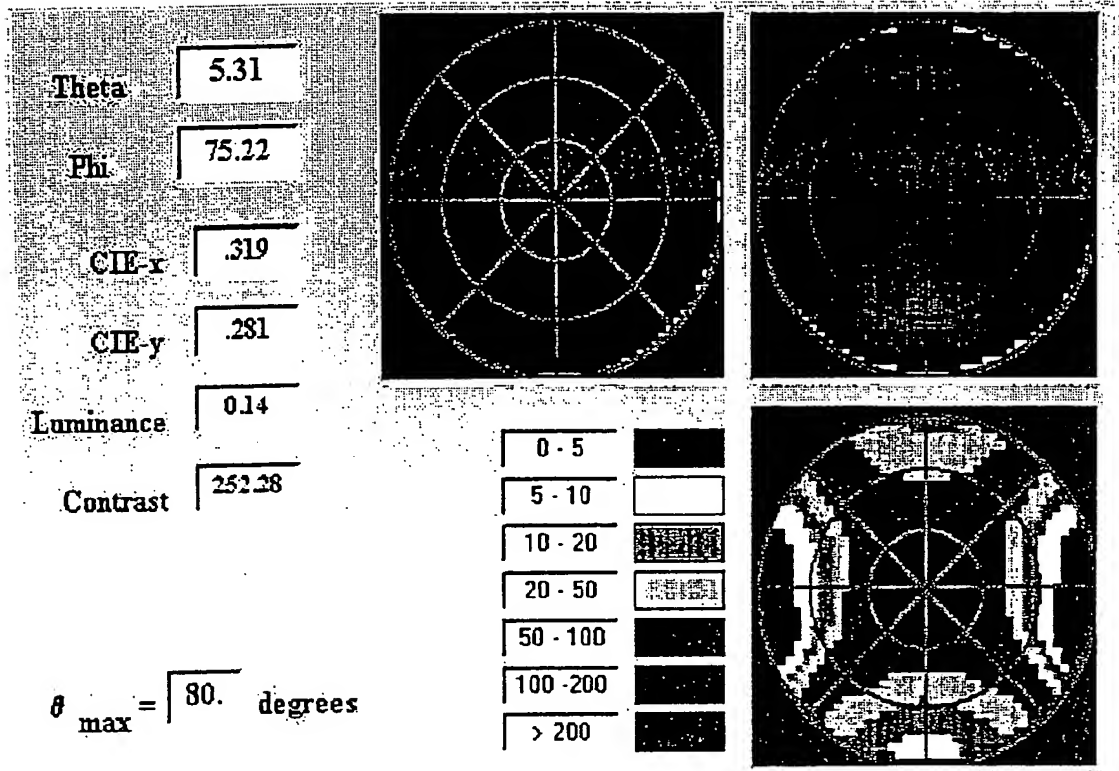 Theta 5.31
Phi 75.22
CIE-x .319
CIE-y .281
Luminance 0.14
Contrast 252.28
θ max = 80. degrees
0 - 5
5 - 10
10 - 20
20 - 50
50 - 100
100 -200
> 200